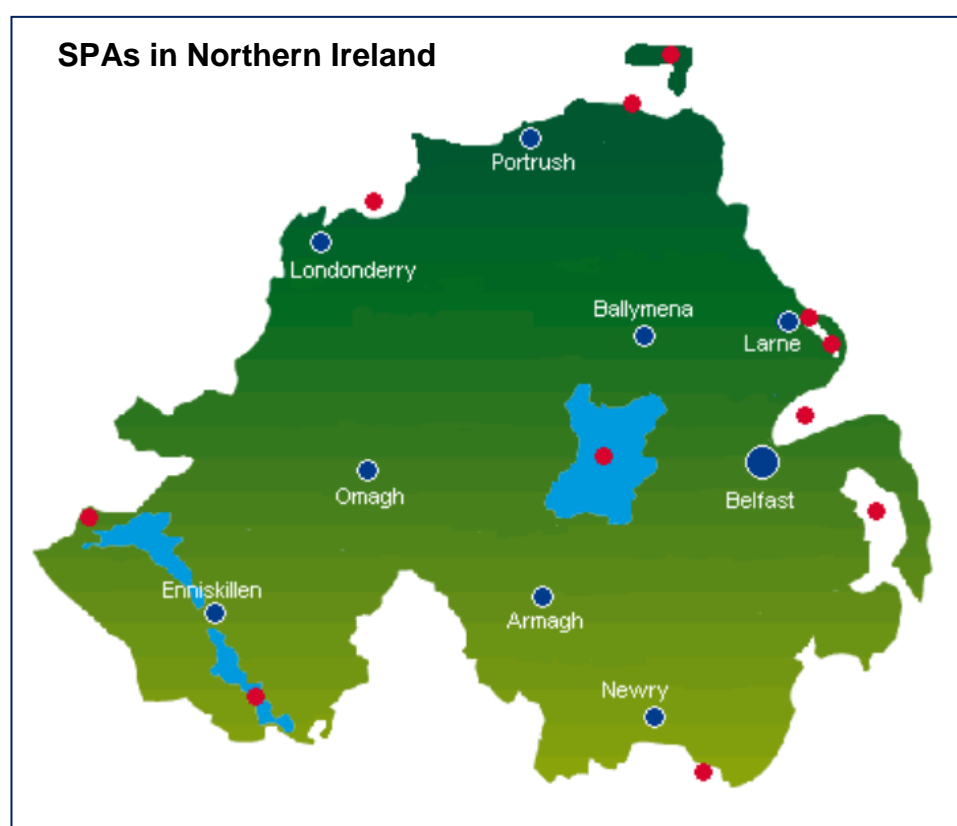 SPAs in Northern Ireland
Portrush
Londonderry
Ballymena
Larne
Omagh
Belfast
Enniskillen
Armagh
Newry